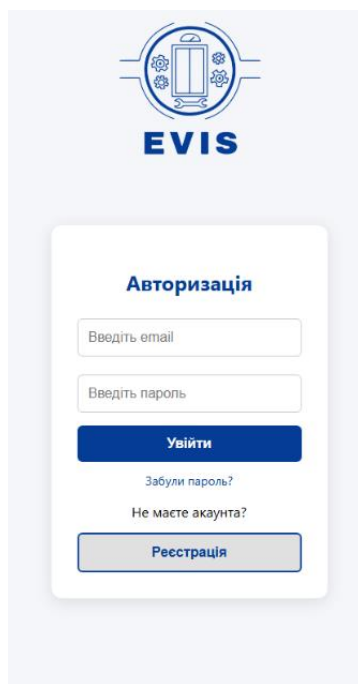 EVIS
Авторизація
Введіть email
Введіть пароль
Увійти
Забули пароль?
Не маєте акаунта?
Реєстрація